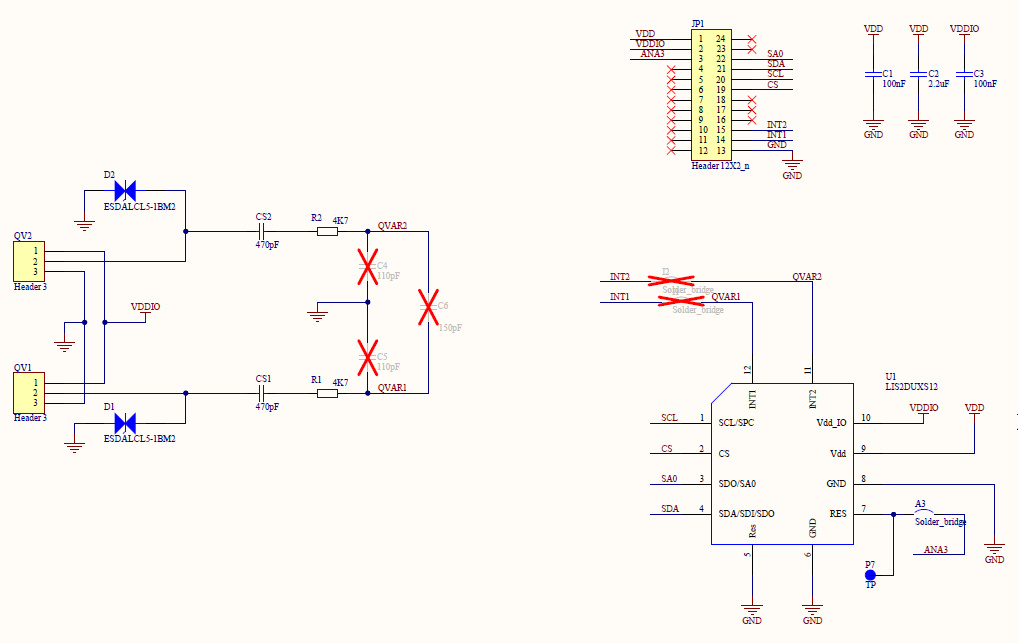 JP1
VDD
VDDIO
ANA3
1 24
2 23
3 22
4 21
5 20
6 19
7 18
8 17
9 16
10 15
11 14
12 13
SA0
SDA
SCL
CS
INT2
INT1
GND
GND
Header 12X2_n
VDD
C1
100nF
GND
VDD
C2
2.2uF
GND
VDDIO
C3
100nF
GND
D2
ESDALCL5-1BM2
QV2
1
2
3
Header 3
CS2
470pF
R2
4K7
QVAR2
C4
110pF
C6
150pF
C5
110pF
VDDIO
QV1
1
2
3
Header 3
D1
ESDALCL5-1BM2
CS1
470pF
R1
4K7
QVAR1
INT2
Solder_bridge
QVAR2
INT1
Solder_bridge
QVAR1
U1
LIS2DUXS12
12
INT1
11
INT2
SCL
1
SCL/SPC
CS
2
CS
SA0
3
SDO/SA0
SDA
4
SDA/SDI/SDO
Vdd_IO
10
VDDIO
Vdd
9
VDD
GND
8
GND
RES
7
A3
Solder_bridge
ANA3
P7
TP
Res
5
GND
GND
6
GND